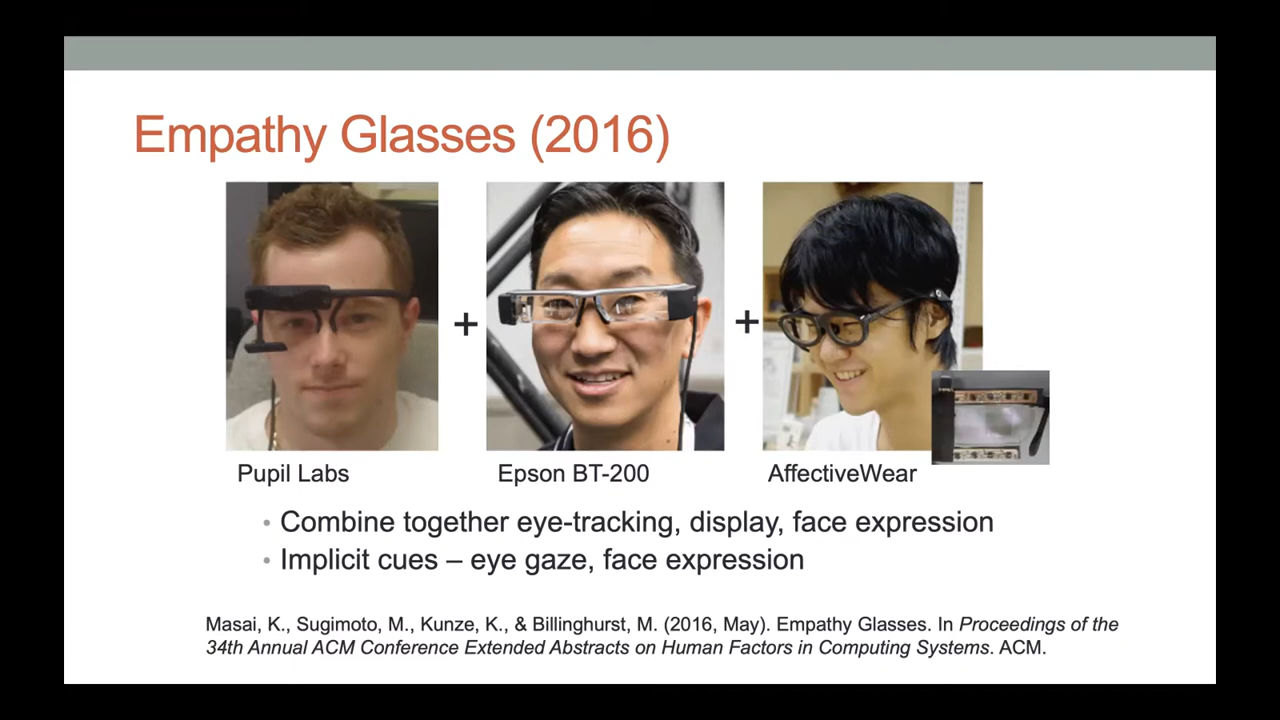 Empathy Glasses (2016)
+ +
Pupil Labs Epson BT-200 AffectiveWear
• Combine together eye-tracking, display, face expression
• Implicit cues – eye gaze, face expression
Masai, K., Sugimoto, M., Kunze, K., & Billinghurst, M. (2016, May). Empathy Glasses. In Proceedings of the
34th Annual ACM Conference Extended Abstracts on Human Factors in Computing Systems. ACM.